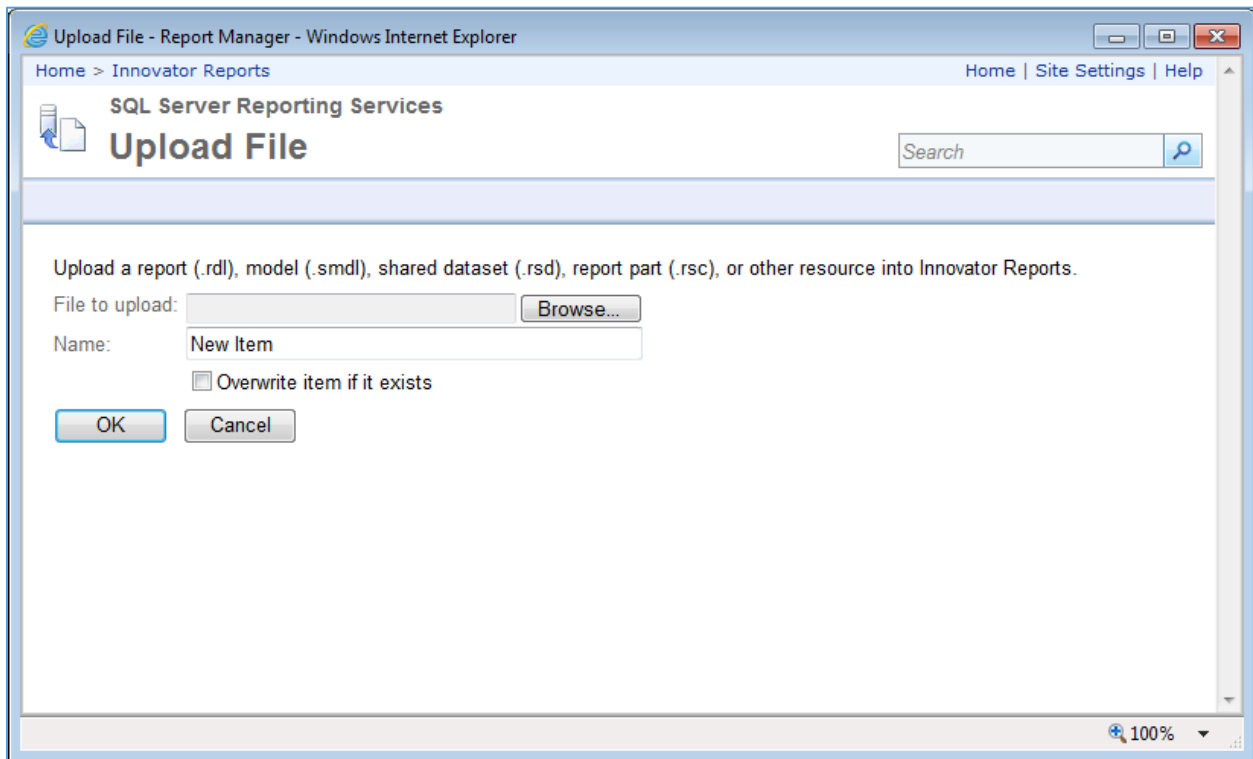 Upload File - Report Manager - Windows Internet Explorer
Home > Innovator Reports
Home | Site Settings | Help
SQL Server Reporting Services
Upload File
Search
Upload a report (.rdl), model (.smdl), shared dataset (.rsd), report part (.rsc), or other resource into Innovator Reports.
File to upload:
Browse...
Name:
New Item
Overwrite item if it exists
OK
Cancel
100%